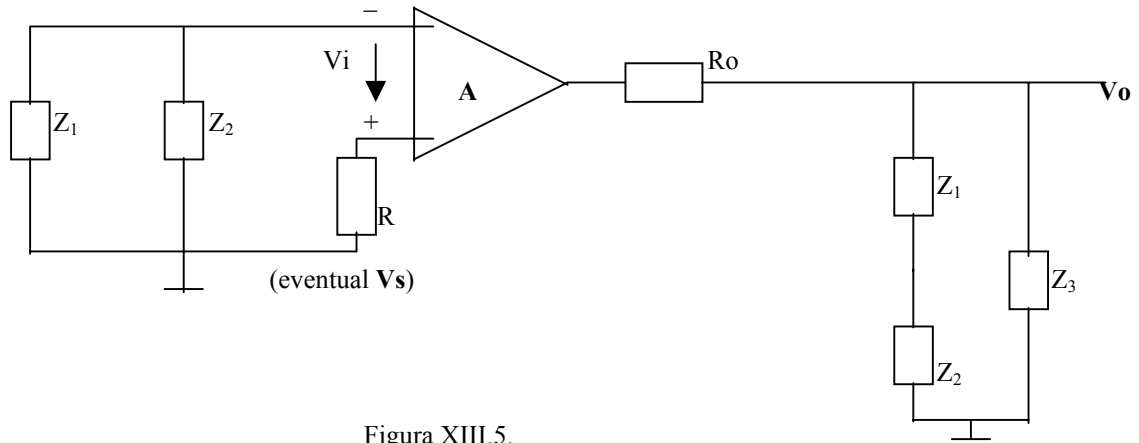 −
Vi
Ro
A
Vo
Z1
Z2
+
Z1
R
(eventual Vs)
Z3
Z2
Figura XIII.5.